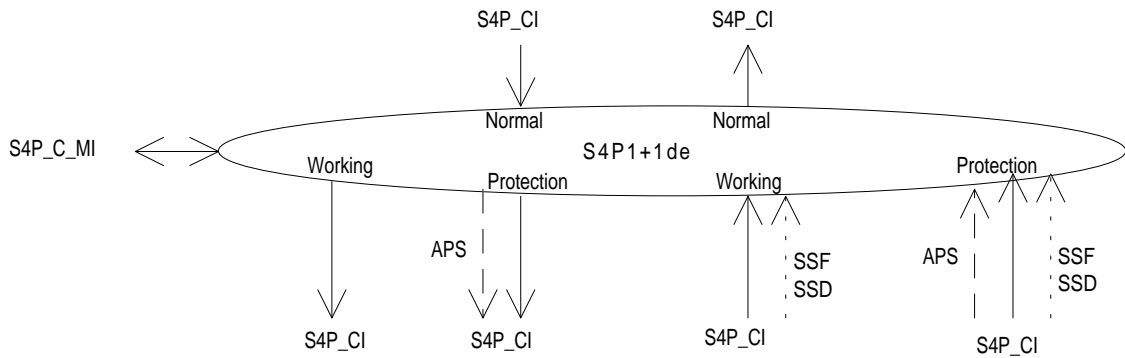 S4P_CI
S4P_CI
Normal
Normal
S4P_C_MI
S4P1+1de
Working
Protection
Working
Protection
APS
SSF
SSD
APS
SSF
SSD
S4P_CI
S4P_CI
S4P_CI
S4P_CI